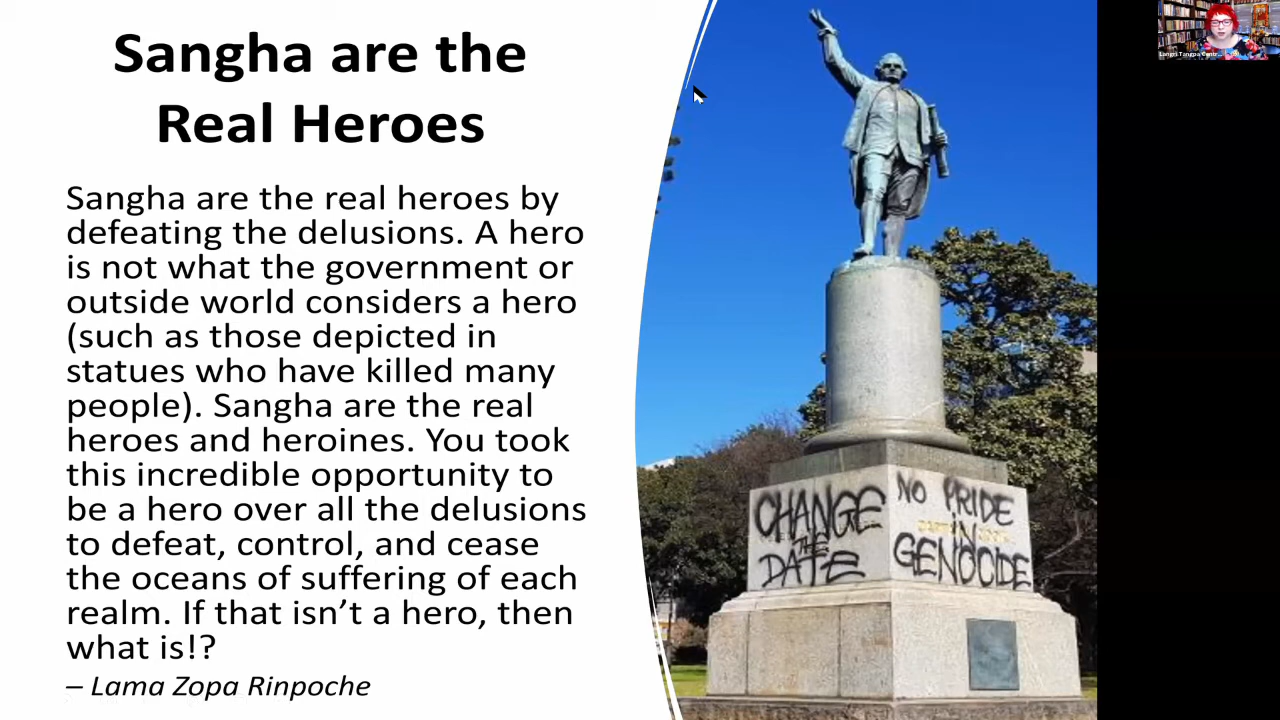 Sangha are the
Real Heroes
Sangha are the real heroes by
defeating the delusions. A hero
is not what the government or
outside world considers a hero
(such as those depicted in
statues who have killed many
people). Sangha are the real
heroes and heroines. You took
this incredible opportunity to
be a hero over all the delusions
to defeat, control, and cease
the oceans of suffering of each
realm. If that isn’t a hero, then
what is!?
– Lama Zopa Rinpoche
CHANGE
THE
DATE
NO PRIDE
IN
GENOCIDE
Langri Tangpa